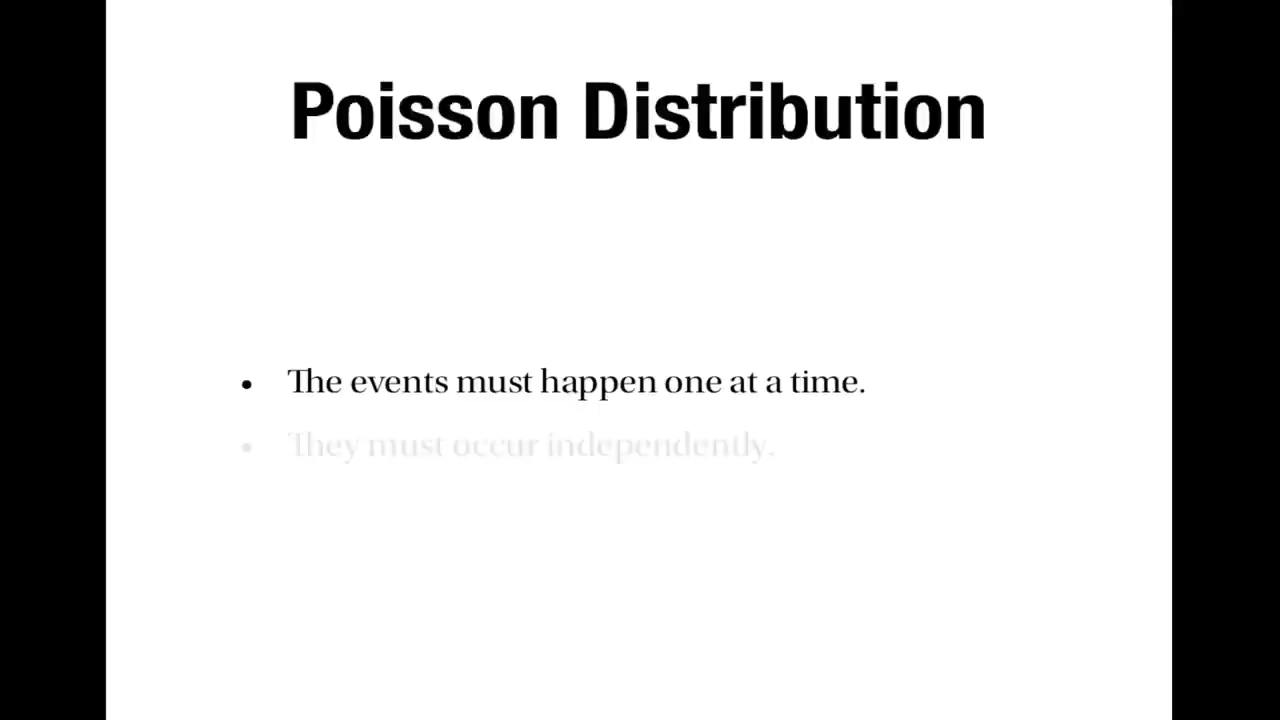 Poisson Distribution
• The events must happen one at a time.
• They must occur independently.